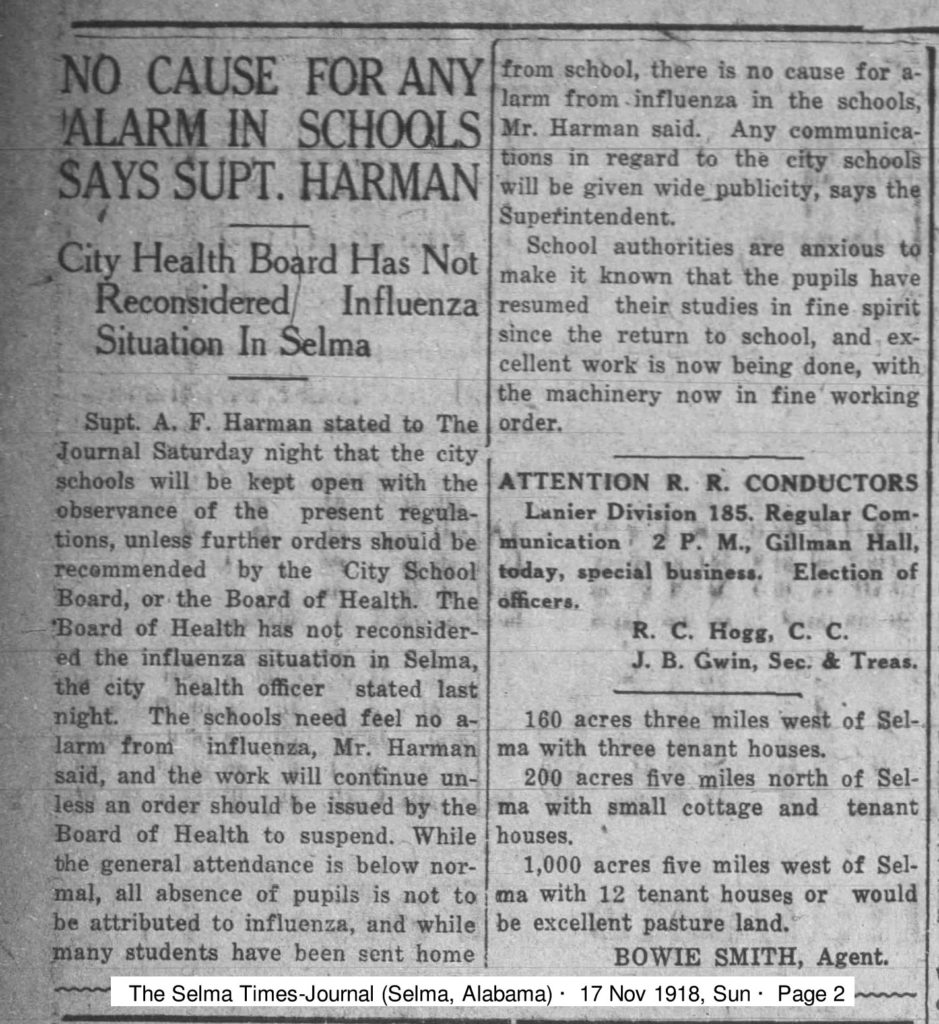 NO CAUSE FOR ANY
ALARM IN SCHOOLS
SAYS SUPT. HARMAN
City Health Board Has Not
Reconsidered Influenza
Situation In Selma
Supt. A. F. Harman stated to The
Journal Saturday night that the city
schools will be kept open with the
observance of the present regula-
tions, unless further orders should be
recommended by the City School
Board, or the Board of Health. The
Board of Health has not reconsider-
ed the influenza situation in Selma,
the city health officer stated last
night. The schools need feel no a-
larm from influenza, Mr. Harman
said, and the work will continue un-
less an order should be issued by the
Board of Health to suspend. While
the general attendance is below nor-
mal, all absence of pupils is not to
be attributed to influenza, and while
many students have been sent home
from school, there is no cause for a-
larm from influenza in the schools,
Mr. Harman said. Any communica-
tions in regard to the city schools
will be given wide publicity, says the
Superintendent.
School authorities are anxious to
make it known that the pupils have
resumed their studies in fine spirit
since the return to school, and ex-
cellent work is now being done, with
the machinery now in fine working
order.
ATTENTION R. R. CONDUCTORS
Lanier Division 185. Regular Com-
munication 2 P. M., Gillman Hall,
today, special business. Election of
officers.
R. C. Hogg, C. C.
J. B. Gwin, Sec. & Treas.
160 acres three miles west of Sel-
ma with three tenant houses.
200 acres five miles north of Sel-
ma with small cottage and tenant
houses.
1,000 acres five miles west of Sel-
ma with 12 tenant houses or would
be excellent pasture land.
BOWIE SMITH, Agent.
The Selma Times-Journal (Selma, Alabama) · 17 Nov 1918, Sun · Page 2